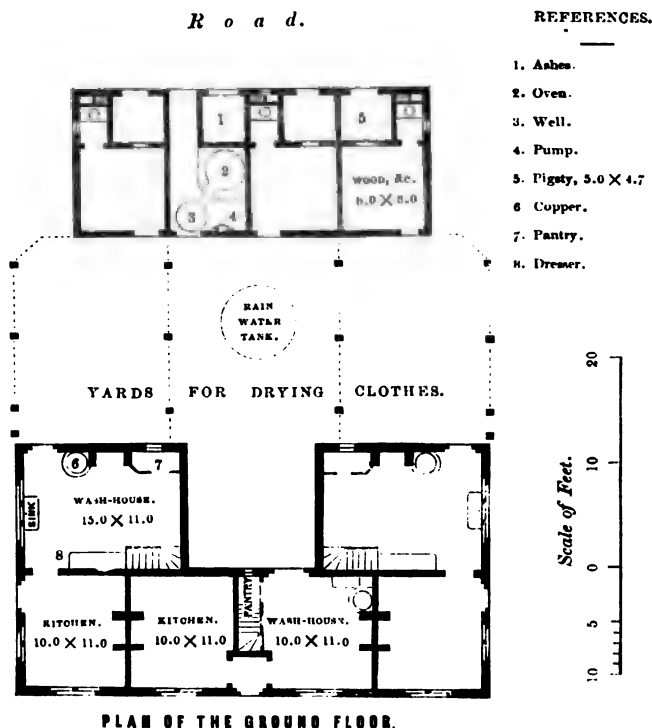 Road.
REFERENCES.
1. Ashes.
2. Oven.
3. Well.
4. Pump.
5. Pigsty, 5.0 × 4.7
6 Copper.
7. Pantry.
8. Dresser.
1
5
2
WOOD, &c.
8.0 × 8.0
3
4
RAIN
WATER
TANK.
YARDS FOR DRYING CLOTHES.
6
7
WASH-HOUSE.
15.0 × 11.0
SINK
8
PANTRY
KITCHEN.
10.0 × 11.0
KITCHEN.
10.0 × 11.0
WASH-HOUSE.
10.0 × 11.0
20
10
0
5
10
Scale of Feet.
PLAN OF THE GROUND FLOOR.